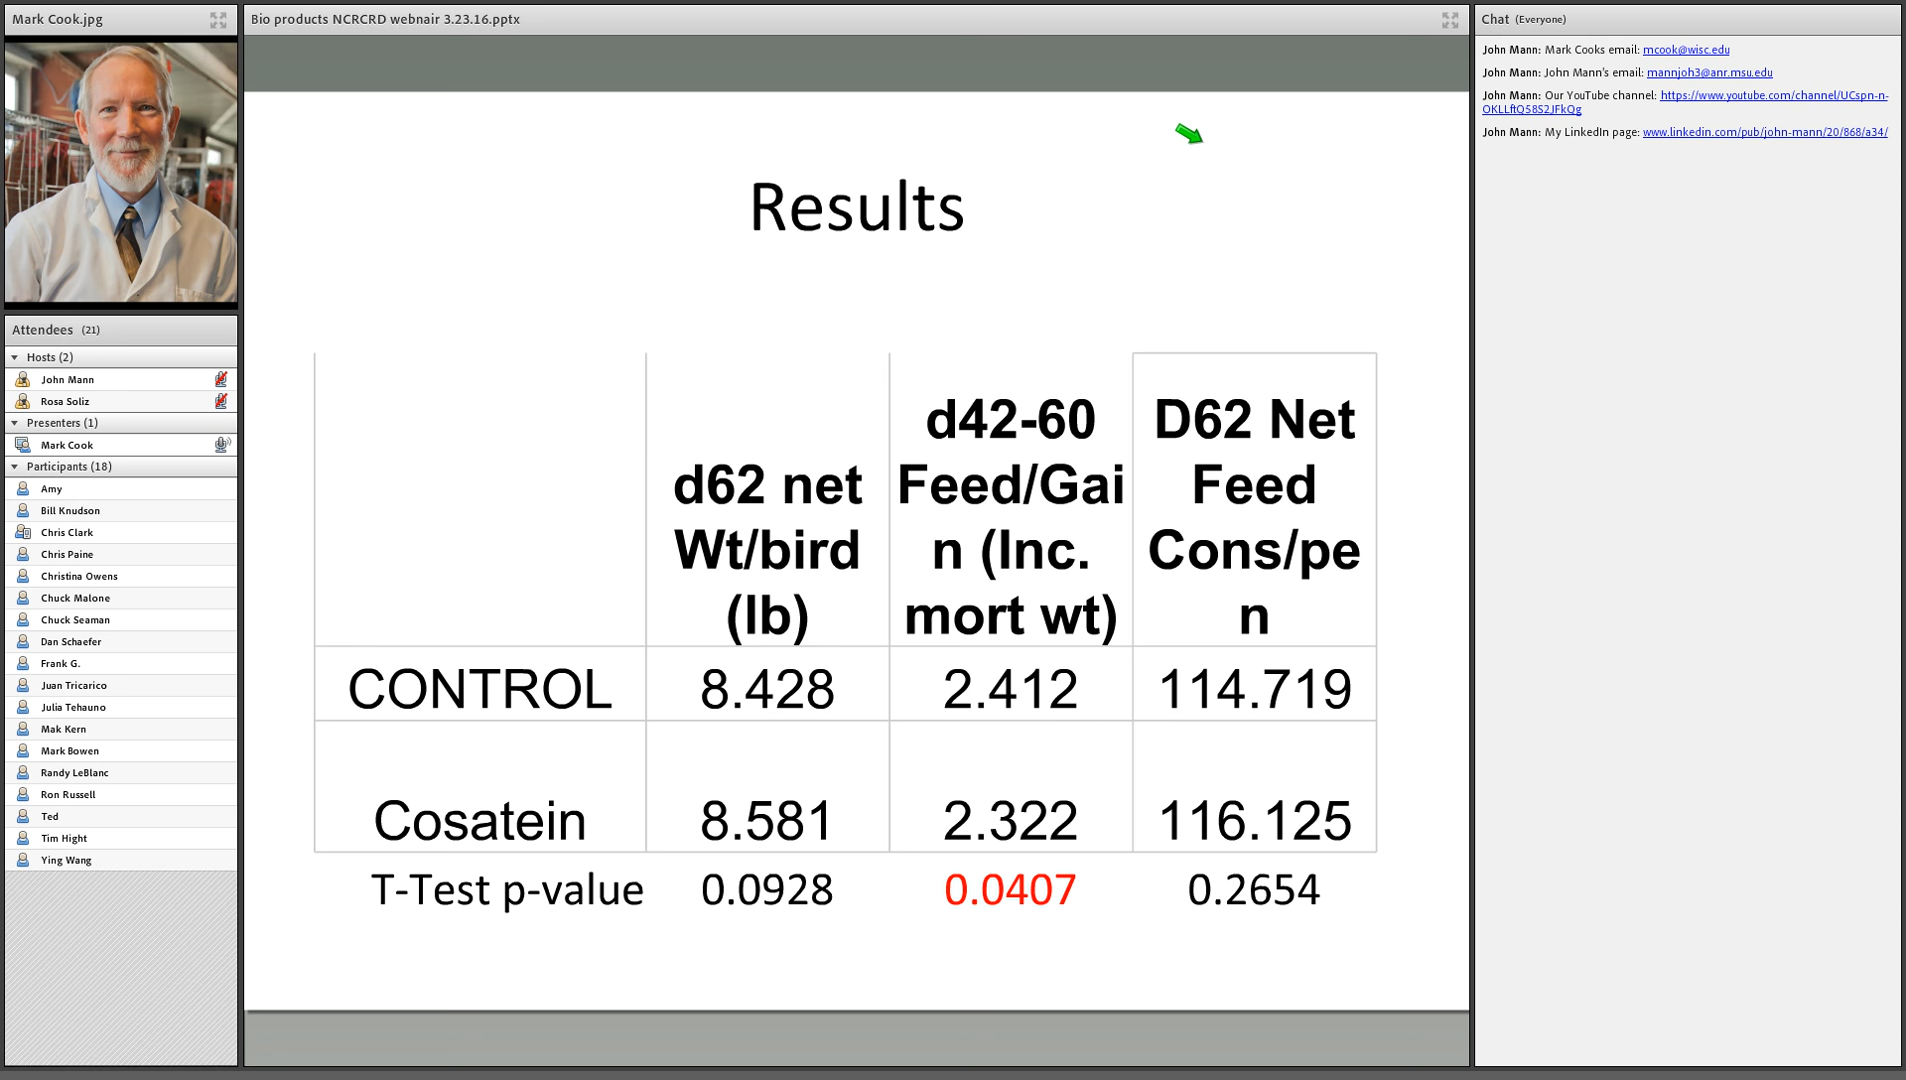 Mark Cook.jpg
Attendees (21)
Hosts (2)
John Mann
Rosa Soliz
Presenters (1)
Mark Cook
Participants (18)
Amy
Bill Knudson
Chris Clark
Chris Paine
Christina Owens
Chuck Malone
Chuck Seaman
Dan Schaefer
Frank G.
Juan Tricarico
Julia Tehauno
Mak Kern
Mark Bowen
Randy LeBlanc
Ron Russell
Ted
Tim Hight
Ying Wang
Bio products NCRCRD webnair 3.23.16.pptx
Results
d62 net
Wt/bird
(lb)
d42-60
Feed/Gai
n (Inc.
mort wt)
D62 Net
Feed
Cons/pe
n
CONTROL 8.428 2.412 114.719
Cosatein 8.581 2.322 116.125
T-Test p-value 0.0928 0.0407 0.2654
Chat (Everyone)
John Mann: Mark Cooks email: mcook@wisc.edu
John Mann: John Mann's email: mannjoh3@anr.msu.edu
John Mann: Our YouTube channel: https://www.youtube.com/channel/UCspn-n-
OKLLftQ58S2JFkQg
John Mann: My LinkedIn page: www.linkedin.com/pub/john-mann/20/868/a34/